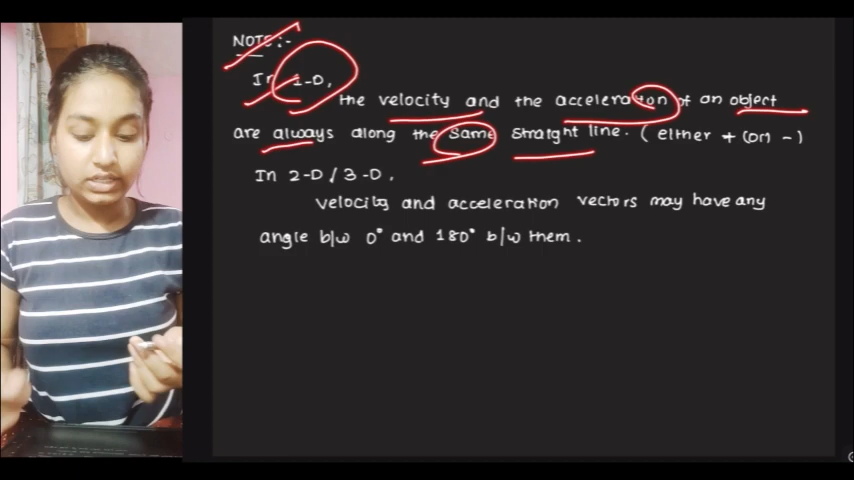 NOTE:-
In 1-D,
the velocity and the acceleration of an object
are always along the same straight line. (either + (or) -)
In 2-D / 3-D,
velocity and acceleration vectors may have any
angle b/w 0° and 180° b/w them.